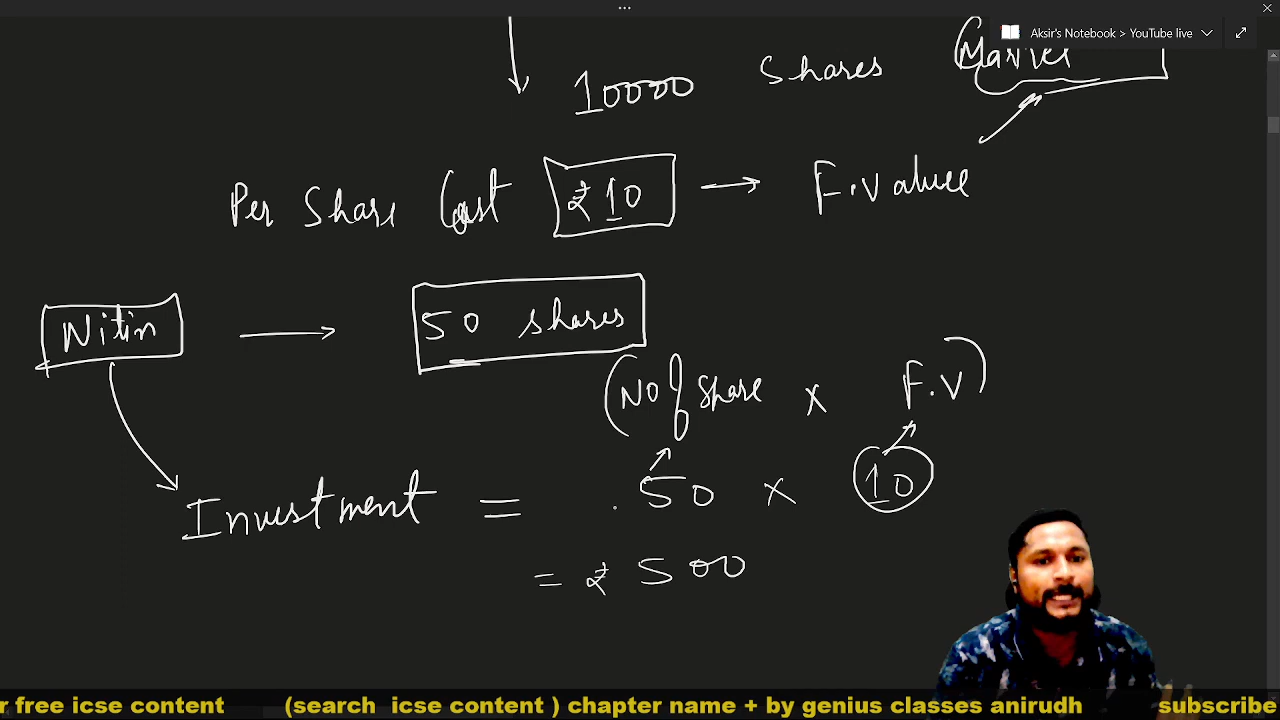 Aksir's Notebook > YouTube live
10000 shares Market
Per Share Cost ₹10 → F.Value
Nitin → 50 shares
(No of share x F.V)
Investment = 50 x 10
= ₹ 500
r free icse content (search icse content ) chapter name + by genius classes anirudh subscribe